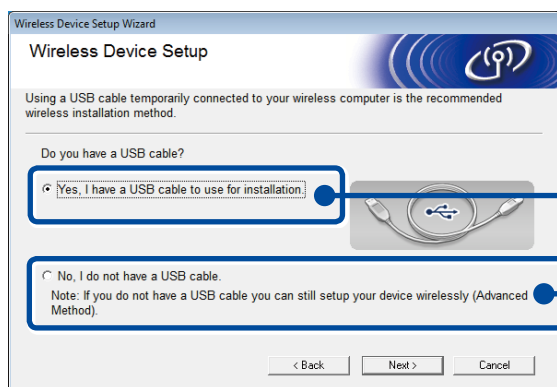 Wireless Device Setup Wizard
Wireless Device Setup
Using a USB cable temporarily connected to your wireless computer is the recommended
wireless installation method.
Do you have a USB cable?
Yes, I have a USB cable to use for installation.
No, I do not have a USB cable.
Note: If you do not have a USB cable you can still setup your device wirelessly (Advanced
Method).
< Back Next > Cancel